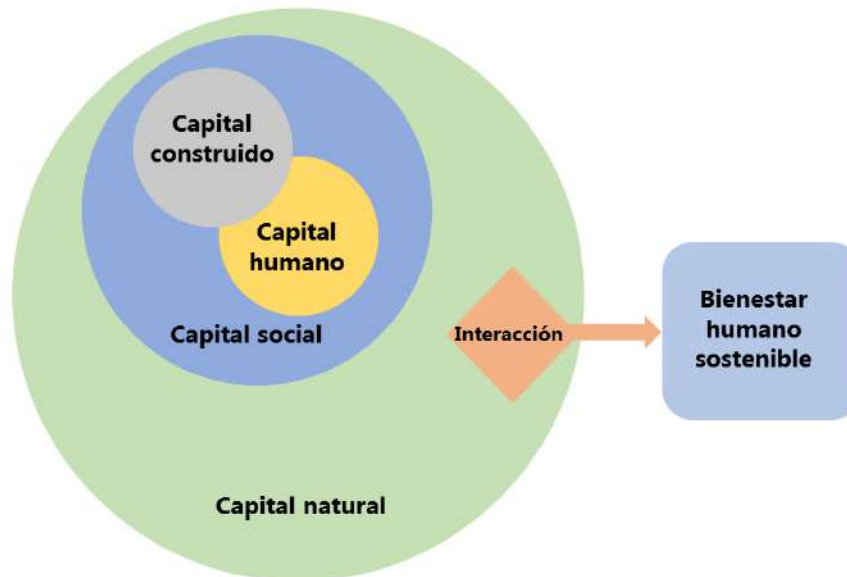 Capital
construido
Capital
humano
Capital social
Interacción
Bienestar
humano
sostenible
Capital natural